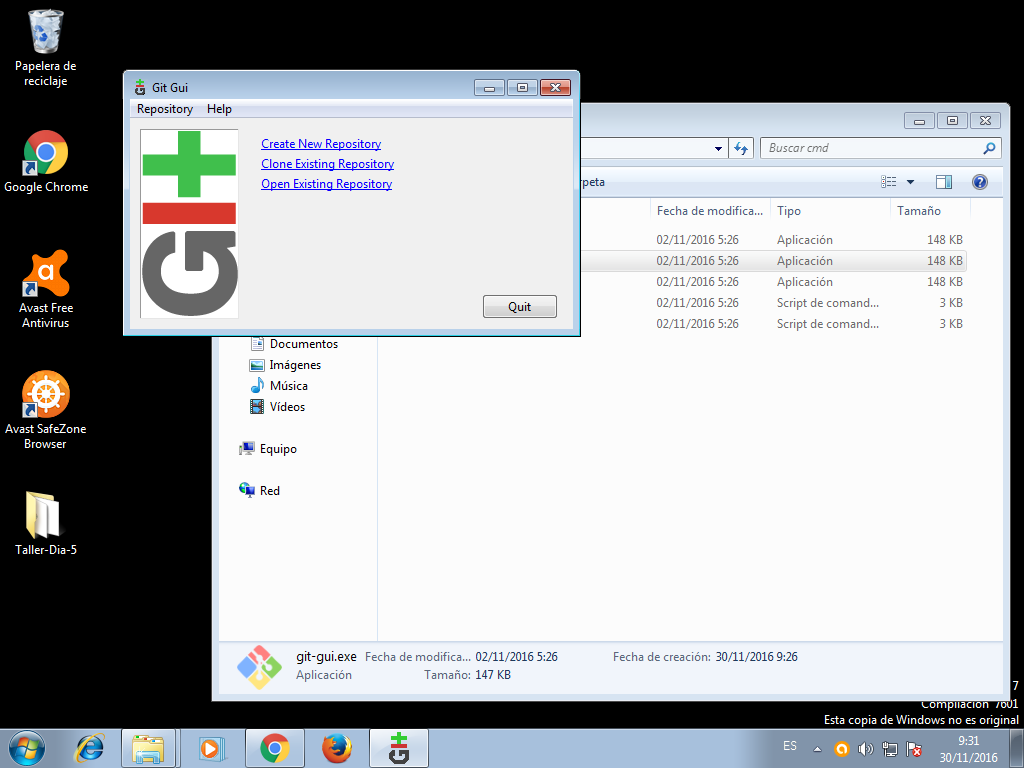 Papelera de
reciclaje
Google Chrome
Avast Free
Antivirus
Avast SafeZone
Browser
Taller-Dia-5
Git Gui
Repository Help
Create New Repository
Clone Existing Repository
Open Existing Repository
GIT
Quit
Buscar cmd
rpeta
Fecha de modifica... Tipo Tamaño
02/11/2016 5:26 Aplicación 148 KB
02/11/2016 5:26 Aplicación 148 KB
02/11/2016 5:26 Aplicación 148 KB
02/11/2016 5:26 Script de comand... 3 KB
02/11/2016 5:26 Script de comand... 3 KB
Documentos
Imágenes
Música
Vídeos
Equipo
Red
git-gui.exe Fecha de modifica... 02/11/2016 5:26 Fecha de creación: 30/11/2016 9:26
Aplicación Tamaño: 147 KB
7
Compilación 7601
Esta copia de Windows no es original
ES
9:31
30/11/2016